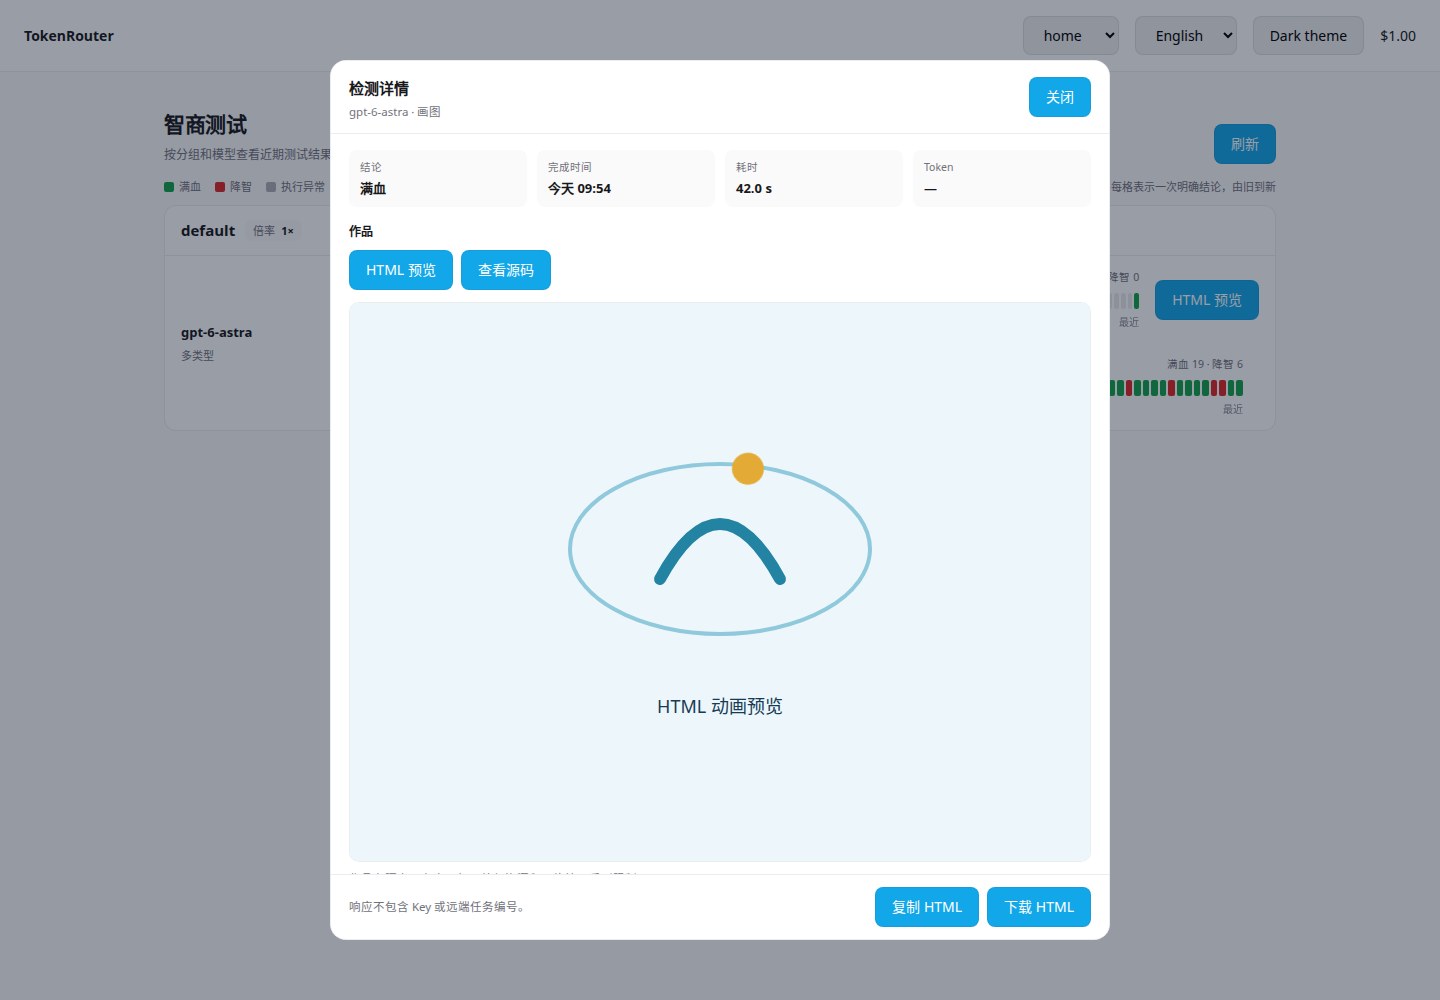 TokenRouter
home
English
Dark theme
$1.00
智商测试
按分组和模型查看近期测试结果
刷新
满血
降智
执行异常
每格表示一次明确结论，由旧到新
default
倍率 1×
gpt-6-astra
多类型
降智 0
最近
HTML 预览
满血 19 · 降智 6
最近
检测详情
gpt-6-astra · 画图
关闭
结论
满血
完成时间
今天 09:54
耗时
42.0 s
Token
—
作品
HTML 预览
查看源码
HTML 动画预览
响应不包含 Key 或远端任务编号。
复制 HTML
下载 HTML